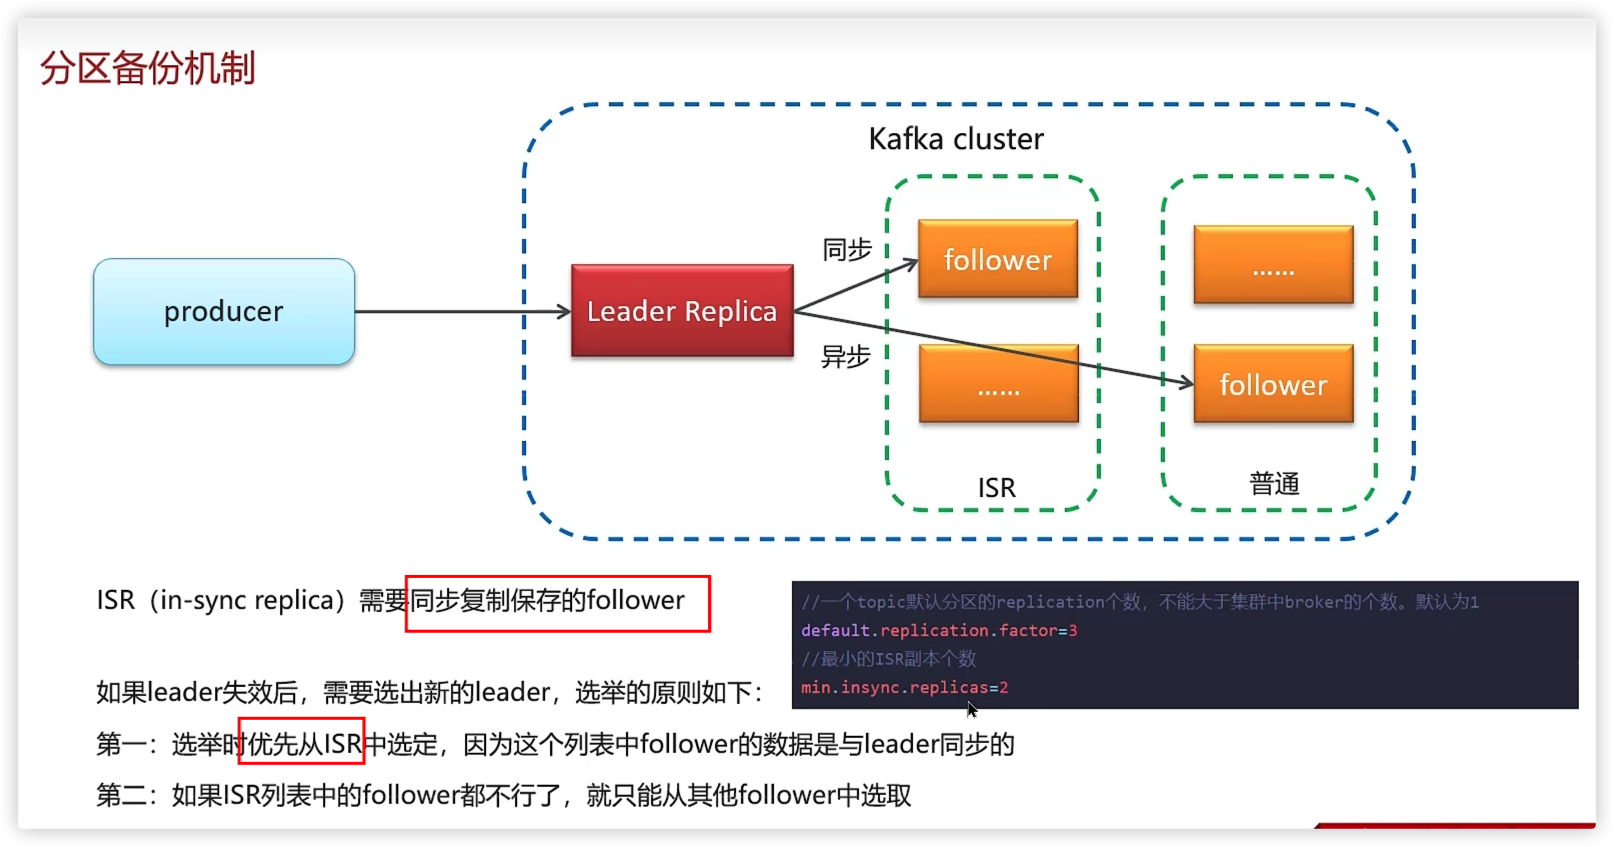 分区备份机制
Kafka cluster
producer
Leader Replica
同步
异步
follower
……
ISR
……
follower
普通
ISR（in-sync replica）需要同步复制保存的follower
如果leader失效后，需要选出新的leader，选举的原则如下：
第一：选举时优先从ISR中选定，因为这个列表中follower的数据是与leader同步的
第二：如果ISR列表中的follower都不行了，就只能从其他follower中选取
//一个topic默认分区的replication个数，不能大于集群中broker的个数。默认为1
default.replication.factor=3
//最小的ISR副本个数
min.insync.replicas=2